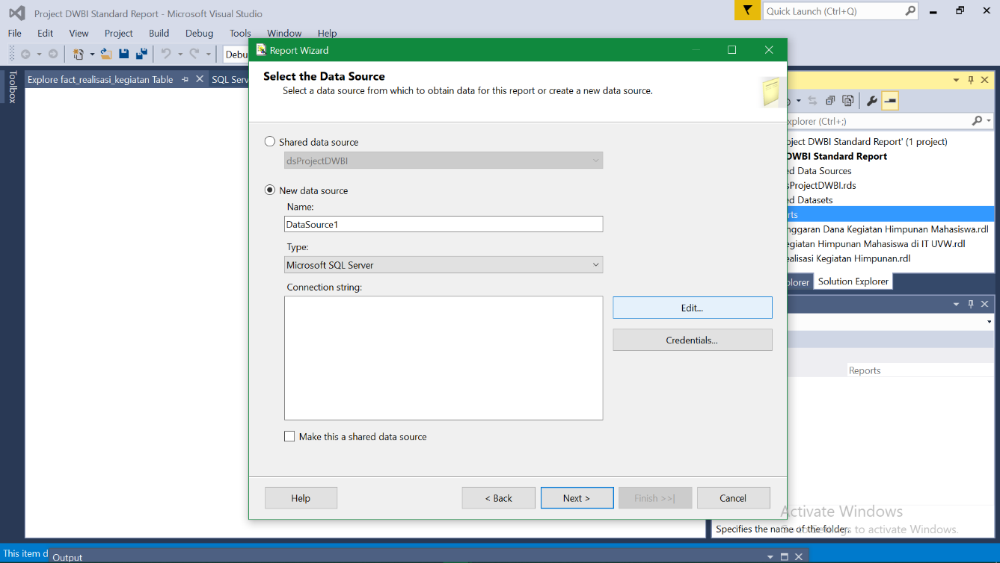 Project DWBI Standard Report - Microsoft Visual Studio
Quick Launch (Ctrl+Q)
File Edit View Project Build Debug Tools Window Help
Debu
Report Wizard
Toolbox
Explore fact_realisasi_kegiatan Table
SQL Serv
Select the Data Source
Select a data source from which to obtain data for this report or create a new data source.
Shared data source
dsProjectDWBI
New data source
Name:
DataSource1
Type:
Microsoft SQL Server
Connection string:
Edit...
Credentials...
Make this a shared data source
Help
< Back
Next >
Finish >>|
Cancel
xplorer (Ctrl+;)
oject DWBI Standard Report' (1 project)
DWBI Standard Report
ed Data Sources
sProjectDWBI.rds
ed Datasets
rts
nggaran Dana Kegiatan Himpunan Mahasiswa.rdl
egiatan Himpunan Mahasiswa di IT UVW.rdl
ealisasi Kegiatan Himpunan.rdl
plorer
Solution Explorer
Reports
Activate Windows
Specifies the name of the folder.
to activate Windows.
This item d
Output